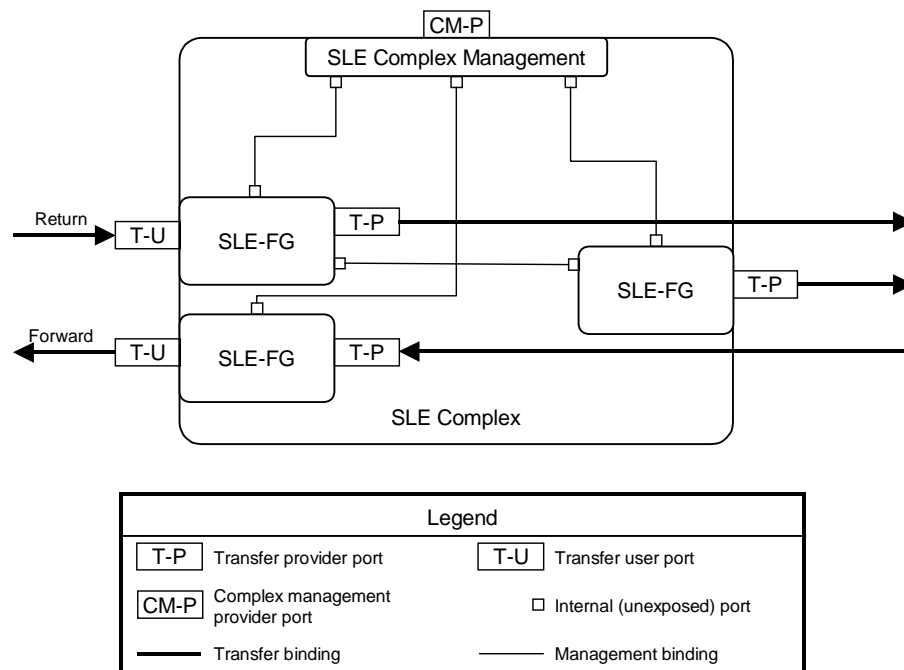 CM-P
SLE Complex Management
Return
T-U
SLE-FG
T-P
SLE-FG
T-P
Forward
T-U
SLE-FG
T-P
SLE Complex
Legend
T-P Transfer provider port
T-U Transfer user port
CM-P Complex management
provider port
Internal (unexposed) port
Transfer binding
Management binding